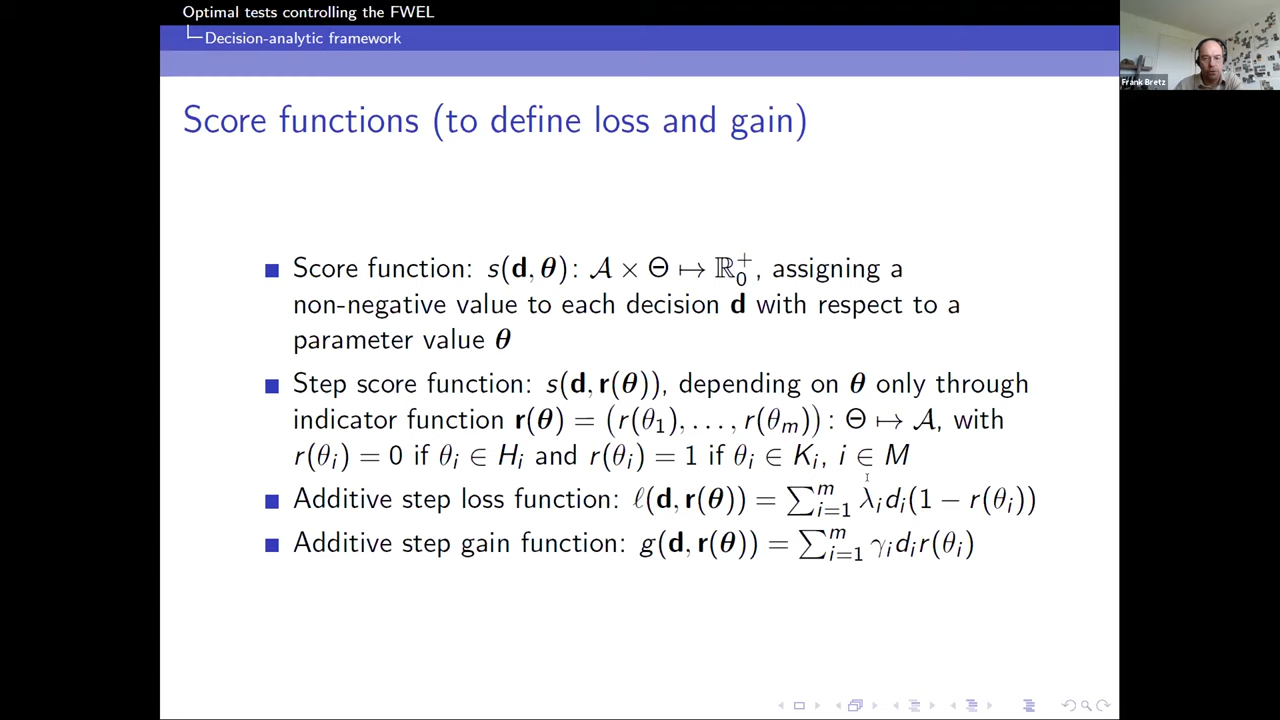 Optimal tests controlling the FWEL
Decision-analytic framework
Frank Bretz
Score functions (to define loss and gain)
Score function: s(d, θ): 𝒜 × Θ ↦ ℝ₀⁺, assigning a
non-negative value to each decision d with respect to a
parameter value θ
Step score function: s(d, r(θ)), depending on θ only through
indicator function r(θ) = (r(θ₁), . . . , r(θₘ)): Θ ↦ 𝒜, with
r(θᵢ) = 0 if θᵢ ∈ Hᵢ and r(θᵢ) = 1 if θᵢ ∈ Kᵢ, i ∈ M
Additive step loss function: ℓ(d, r(θ)) = ∑ᵢ₌₁ᵐ λᵢdᵢ(1 − r(θᵢ))
Additive step gain function: g(d, r(θ)) = ∑ᵢ₌₁ᵐ γᵢdᵢr(θᵢ)